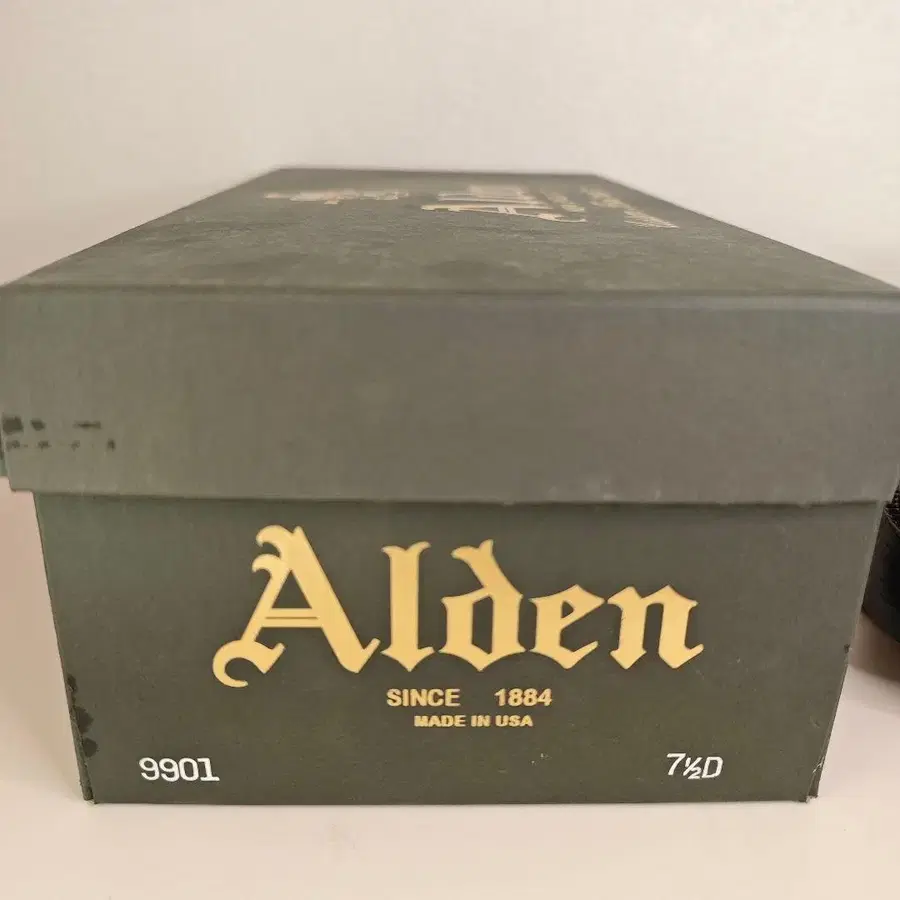 Alden
SINCE 1884
MADE IN USA
9901 7½D